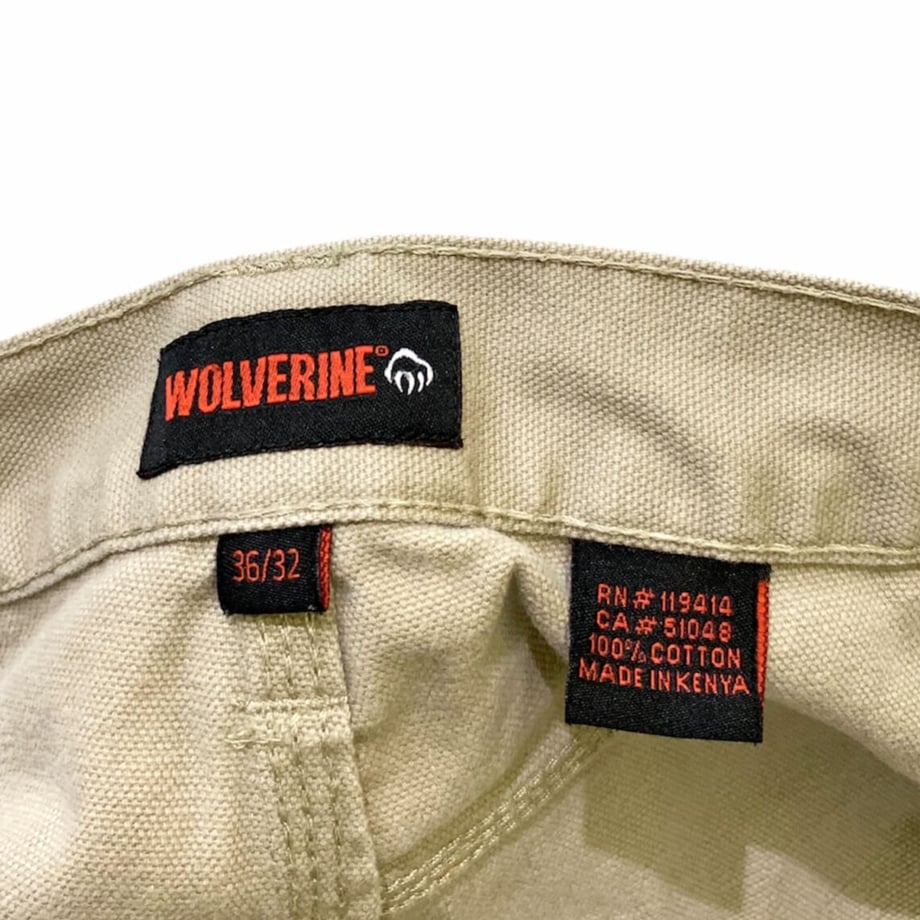 WOLVERINE®
36/32
RN # 119414
CA # 51048
100% COTTON
MADE IN KENYA